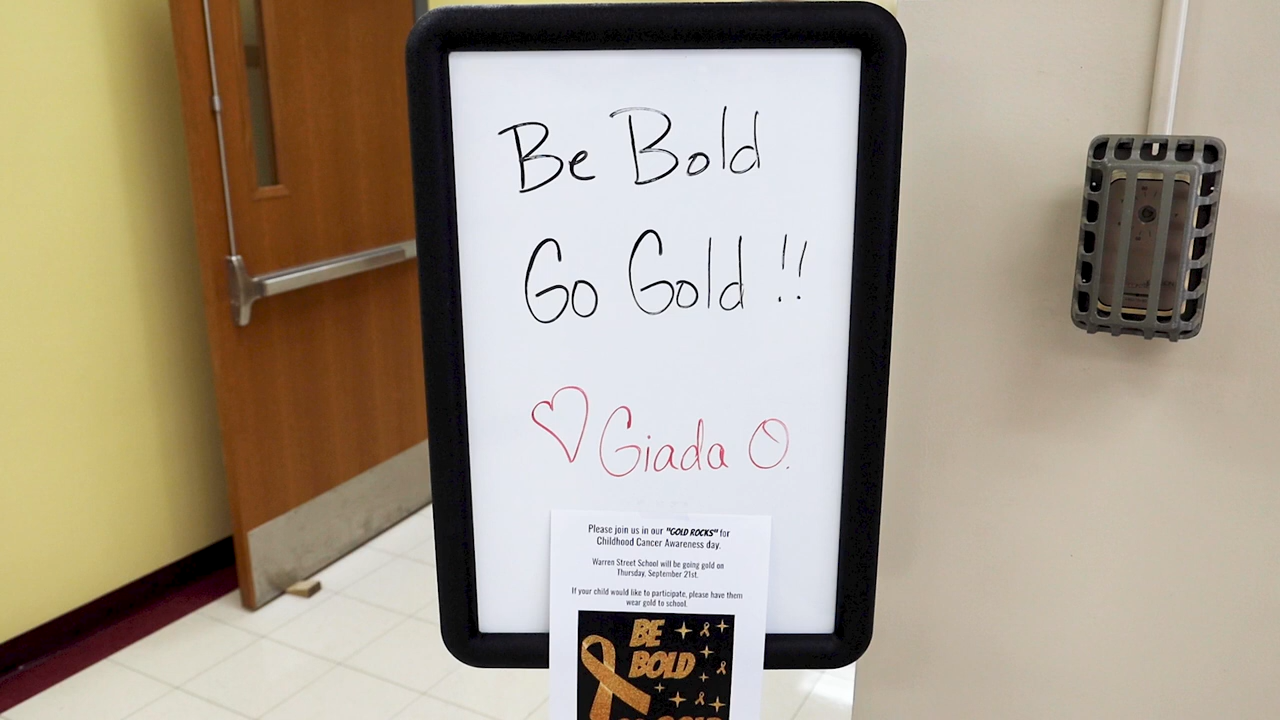 Be Bold
Go Gold !!
Giada O.
Please join us in our "GOLD ROCKS" for
Childhood Cancer Awareness day.
Warren Street School will be going gold on
Thursday, September 21st.
If your child would like to participate, please have them
wear gold to school.
BE
BOLD